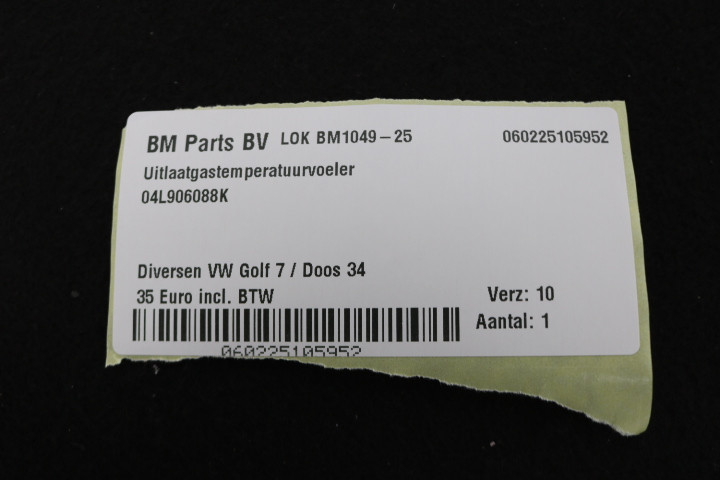 BM Parts BV LOK BM1049-25 060225105952
Uitlaatgastemperatuurvoeler
04L906088K
Diversen VW Golf 7 / Doos 34
35 Euro incl. BTW Verz: 10
Aantal: 1
060225105952